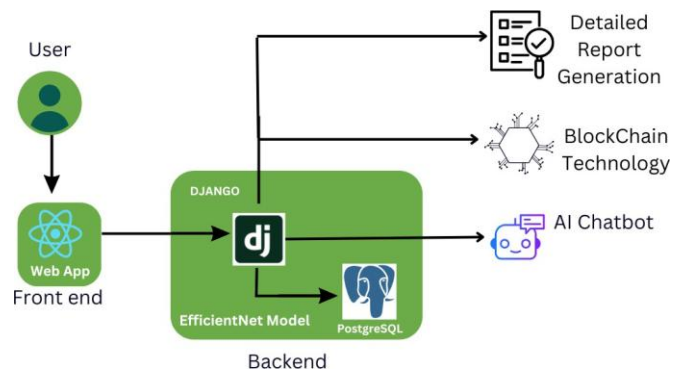 User
Web App
Front end
DJANGO
dj
EfficientNet Model
PostgreSQL
Backend
Detailed
Report
Generation
BlockChain
Technology
AI Chatbot